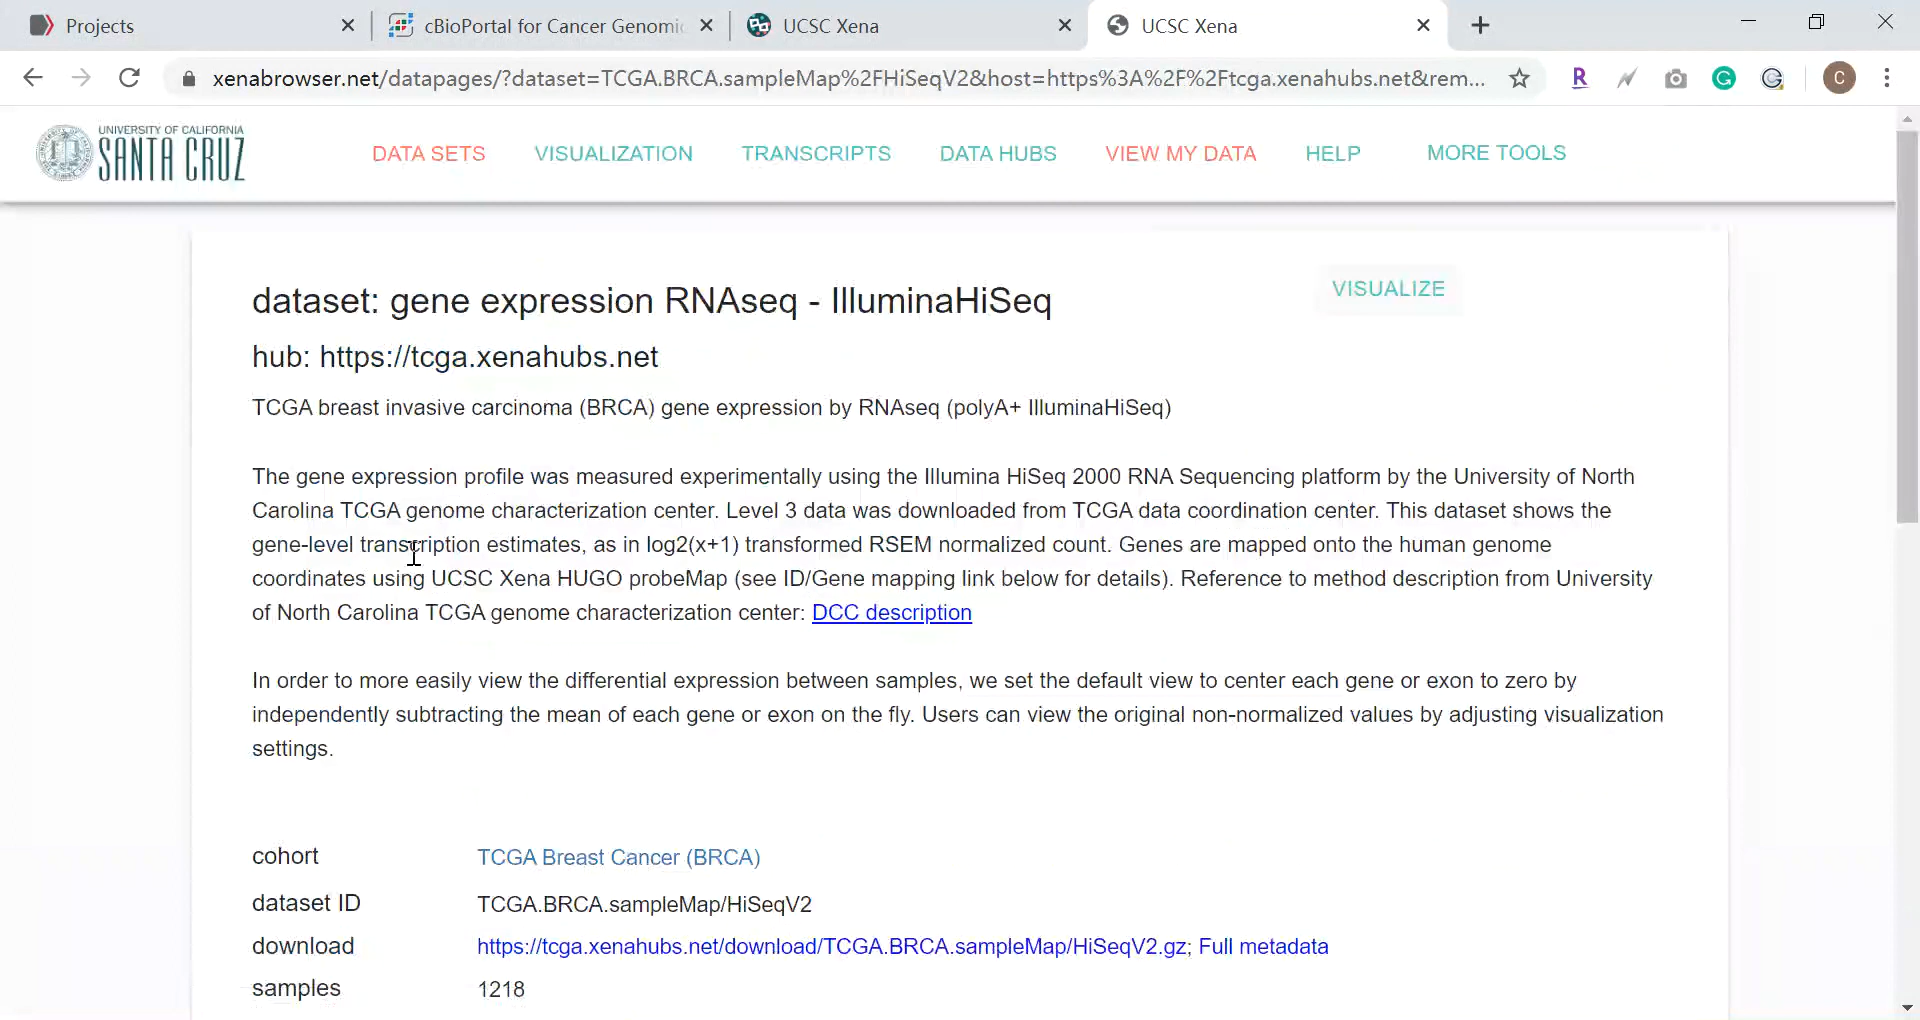 Projects
cBioPortal for Cancer Genomic
UCSC Xena
UCSC Xena
xenabrowser.net/datapages/?dataset=TCGA.BRCA.sampleMap%2FHiSeqV2&host=https%3A%2F%2Ftcga.xenahubs.net&rem...
R
C
UNIVERSITY OF CALIFORNIA
SANTA CRUZ
DATA SETS
VISUALIZATION
TRANSCRIPTS
DATA HUBS
VIEW MY DATA
HELP
MORE TOOLS
dataset: gene expression RNAseq - IlluminaHiSeq
VISUALIZE
hub: https://tcga.xenahubs.net
TCGA breast invasive carcinoma (BRCA) gene expression by RNAseq (polyA+ IlluminaHiSeq)
The gene expression profile was measured experimentally using the Illumina HiSeq 2000 RNA Sequencing platform by the University of North
Carolina TCGA genome characterization center. Level 3 data was downloaded from TCGA data coordination center. This dataset shows the
gene-level transcription estimates, as in log2(x+1) transformed RSEM normalized count. Genes are mapped onto the human genome
coordinates using UCSC Xena HUGO probeMap (see ID/Gene mapping link below for details). Reference to method description from University
of North Carolina TCGA genome characterization center: DCC description
In order to more easily view the differential expression between samples, we set the default view to center each gene or exon to zero by
independently subtracting the mean of each gene or exon on the fly. Users can view the original non-normalized values by adjusting visualization
settings.
cohort TCGA Breast Cancer (BRCA)
dataset ID TCGA.BRCA.sampleMap/HiSeqV2
download https://tcga.xenahubs.net/download/TCGA.BRCA.sampleMap/HiSeqV2.gz; Full metadata
samples 1218